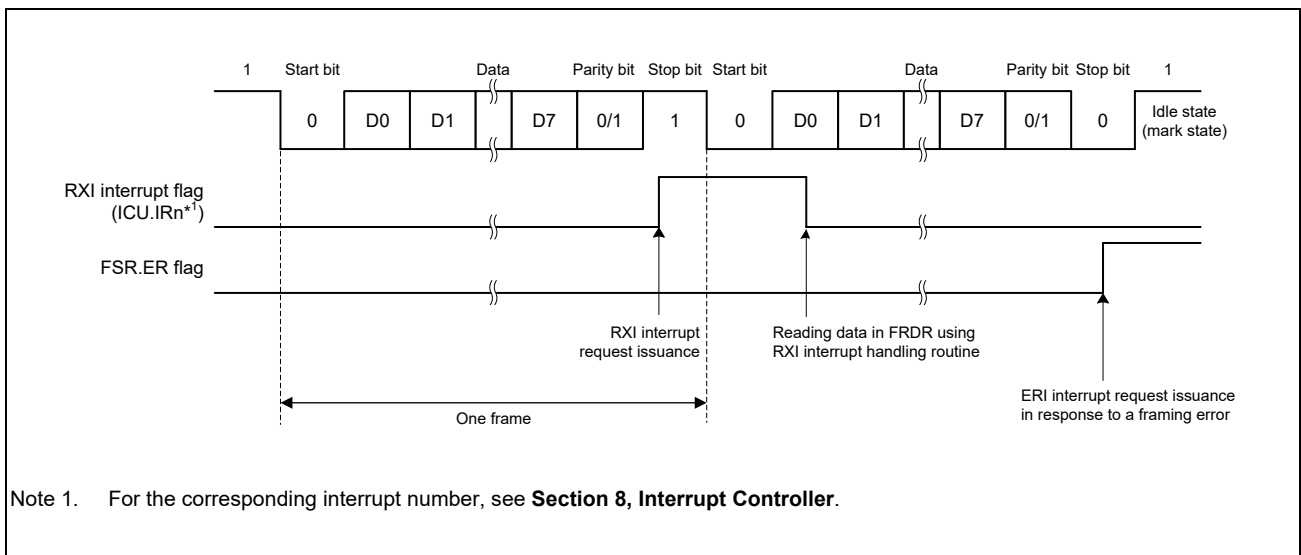 1 Start bit Data Parity bit Stop bit Start bit Data Parity bit Stop bit 1
0 D0 D1 D7 0/1 1 0 D0 D1 D7 0/1 0 Idle state
(mark state)
RXI interrupt flag
(ICU.IRn*1)
FSR.ER flag
RXI interrupt
request issuance
Reading data in FRDR using
RXI interrupt handling routine
ERI interrupt request issuance
in response to a framing error
One frame
Note 1. For the corresponding interrupt number, see Section 8, Interrupt Controller.